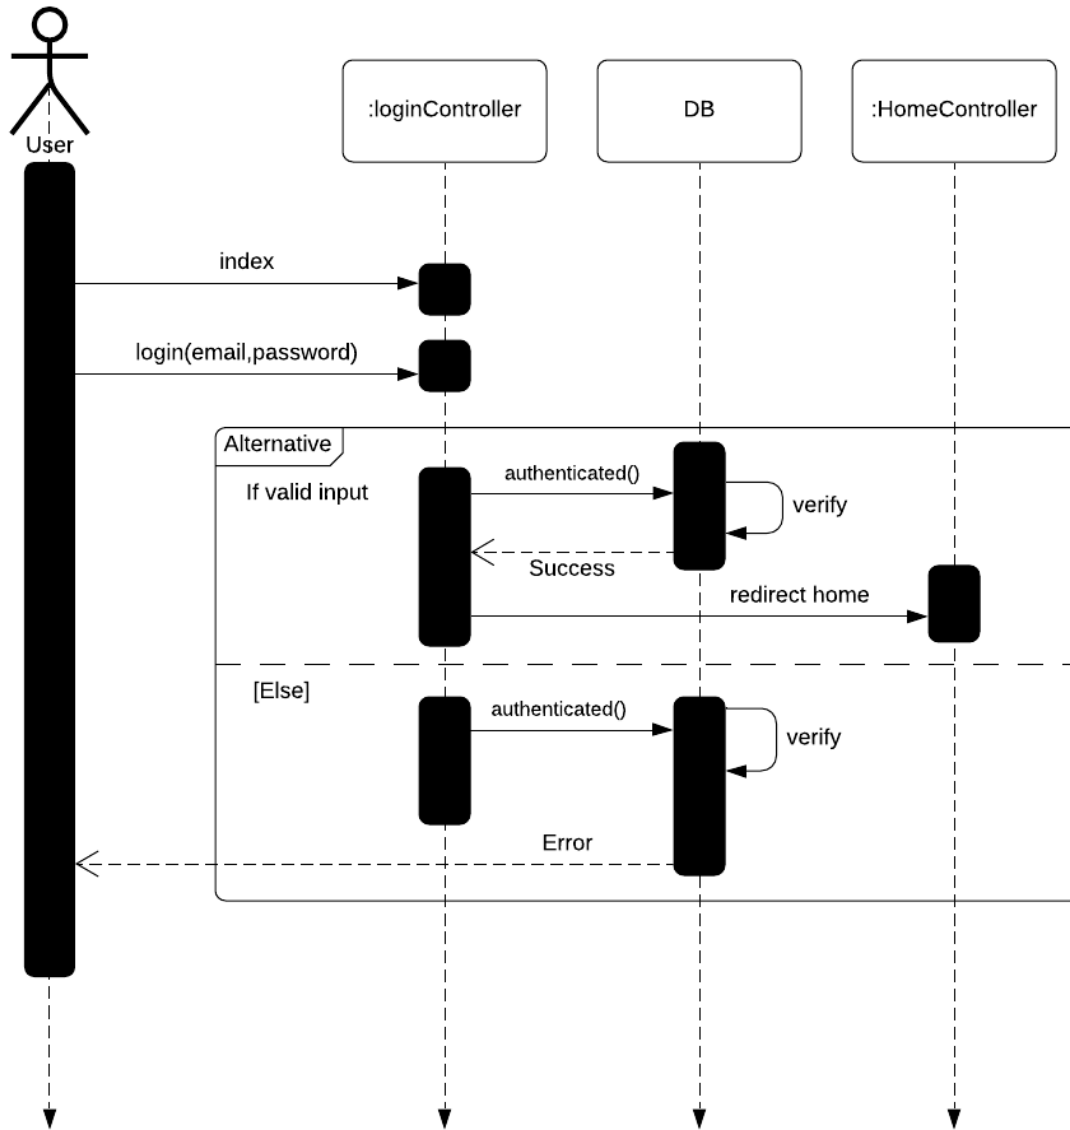 User
:loginController
DB
:HomeController
index
login(email,password)
Alternative
If valid input
authenticated()
verify
Success
redirect home
[Else]
authenticated()
verify
Error